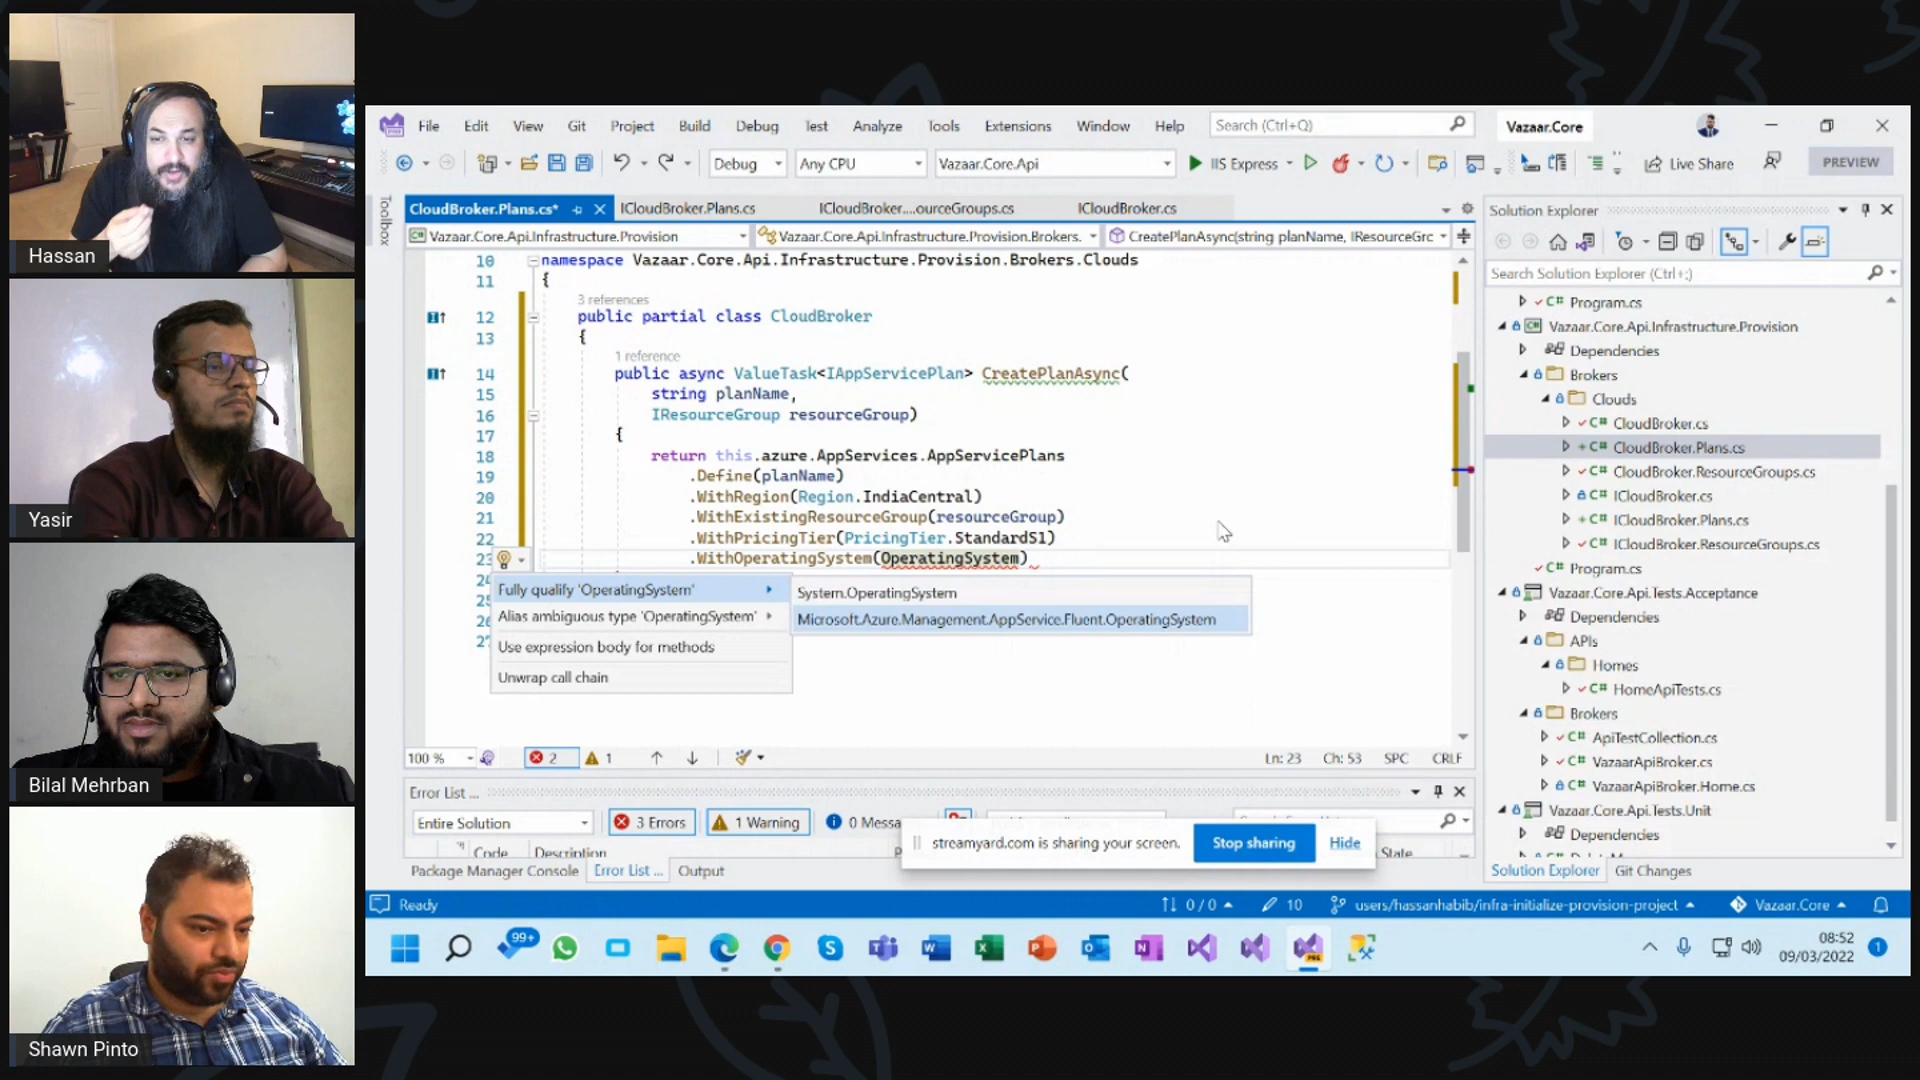 Hassan
Yasir
Bilal Mehrban
Shawn Pinto
File Edit View Git Project Build Debug Test Analyze Tools Extensions Window Help Search (Ctrl+Q) Vazaar.Core
Debug Any CPU Vazaar.Core.Api IIS Express Live Share PREVIEW
Toolbox
CloudBroker.Plans.cs* ICloudBroker.Plans.cs ICloudBroker....ourceGroups.cs ICloudBroker.cs
Vazaar.Core.Api.Infrastructure.Provision Vazaar.Core.Api.Infrastructure.Provision.Brokers. CreatePlanAsync(string planName, IResourceGrc
10 namespace Vazaar.Core.Api.Infrastructure.Provision.Brokers.Clouds
11 {
3 references
12 public partial class CloudBroker
13 {
1 reference
14 public async ValueTask<IAppServicePlan> CreatePlanAsync(
15 string planName,
16 IResourceGroup resourceGroup)
17 {
18 return this.azure.AppServices.AppServicePlans
19 .Define(planName)
20 .WithRegion(Region.IndiaCentral)
21 .WithExistingResourceGroup(resourceGroup)
22 .WithPricingTier(PricingTier.StandardS1)
23 .WithOperatingSystem(OperatingSystem)
Fully qualify 'OperatingSystem'
Alias ambiguous type 'OperatingSystem'
Use expression body for methods
Unwrap call chain
System.OperatingSystem
Microsoft.Azure.Management.AppService.Fluent.OperatingSystem
100 % 2 1 Ln: 23 Ch: 53 SPC CRLF
Error List ...
Entire Solution 3 Errors 1 Warning 0 Messa
Code Description State
Package Manager Console Error List ... Output
streamyard.com is sharing your screen. Stop sharing Hide
Solution Explorer
Search Solution Explorer (Ctrl+;)
C# Program.cs
Vazaar.Core.Api.Infrastructure.Provision
Dependencies
Brokers
Clouds
C# CloudBroker.cs
C# CloudBroker.Plans.cs
C# CloudBroker.ResourceGroups.cs
C# ICloudBroker.cs
C# ICloudBroker.Plans.cs
C# ICloudBroker.ResourceGroups.cs
C# Program.cs
Vazaar.Core.Api.Tests.Acceptance
Dependencies
APIs
Homes
C# HomeApiTests.cs
Brokers
C# ApiTestCollection.cs
C# VazaarApiBroker.cs
C# VazaarApiBroker.Home.cs
Vazaar.Core.Api.Tests.Unit
Dependencies
Solution Explorer Git Changes
Ready 0 / 0 10 users/hassanhabib/infra-initialize-provision-project Vazaar.Core
99+
08:52
09/03/2022
1